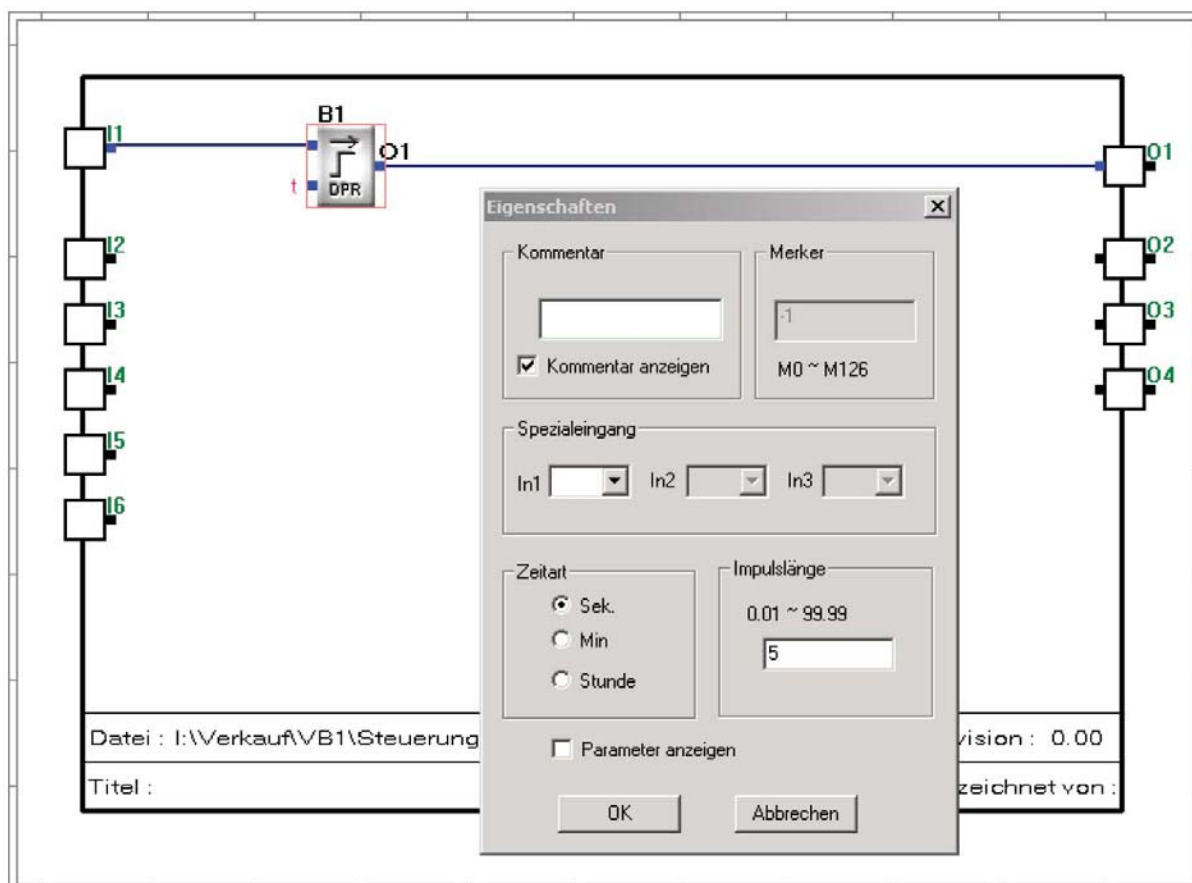 B1
I1
O1
O1
t
DPR
Eigenschaften
Kommentar
Merker
-1
Kommentar anzeigen
M0 ~ M126
Spezialeingang
In1
In2
In3
Zeitart
Impulslänge
Sek.
0.01 ~ 99.99
Min
5
Stunde
Parameter anzeigen
OK
Abbrechen
I2
I3
I4
I5
I6
O2
O3
O4
Datei : I:\Verkauf\VB1\Steuerung
vision : 0.00
Titel :
zeichnet von :